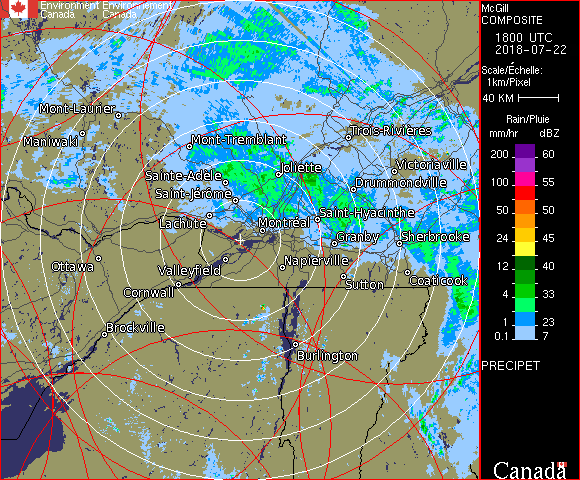 Environment Environnement
Canada Canada
McGill
COMPOSITE
1800 UTC
2018-07-22
Scale/Échelle:
1km/Pixel
40 KM
Rain/Pluie
mm/hr dBZ
200 60
100 55
50 50
45
24 45
12 40
4 33
1 23
0.1 7
PRECIPET
Canada
Mont-Laurier
Maniwaki
Mont-Tremblant
Trois-Rivières
Sainte-Adèle
Joliette
Victoriaville
Saint-Jérôme
Drummondville
Lachute
Montréal
Saint-Hyacinthe
Granby
Sherbrooke
Ottawa
Valleyfield
Napierville
Cornwall
Sutton
Coaticook
Brockville
Burlington